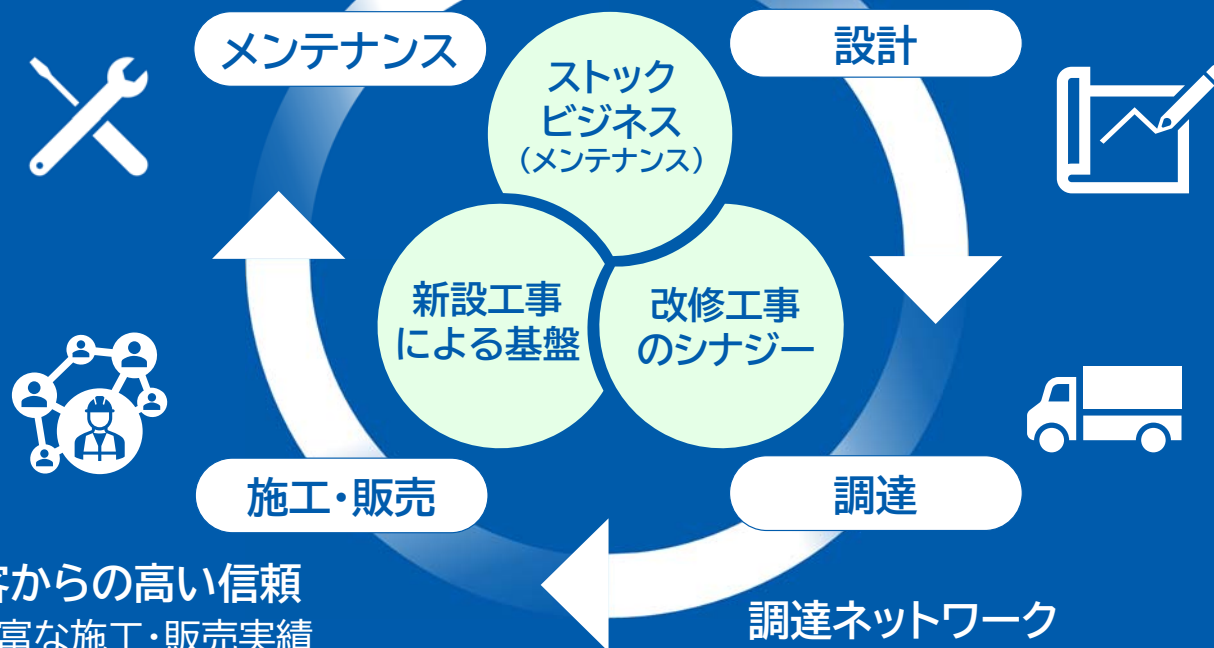 メンテナンス
設計
ストック
ビジネス
(メンテナンス)
新設工事
による基盤
改修工事
のシナジー
施工・販売
調達
客からの高い信頼
富な施工・販売実績
調達ネットワーク